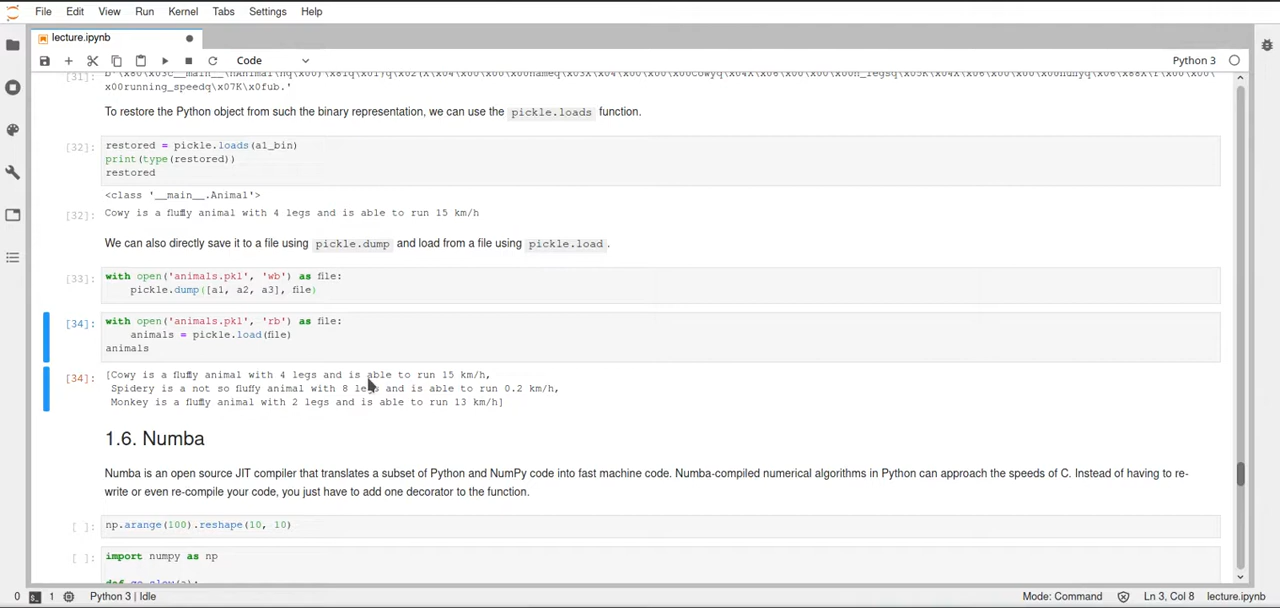 File Edit View Run Kernel Tabs Settings Help
lecture.ipynb
Code
Python 3
[31]:
x00running_speedq\x07K\x0fub.'
To restore the Python object from such the binary representation, we can use the pickle.loads function.
[32]:
restored = pickle.loads(a1_bin)
print(type(restored))
restored
<class '__main__.Animal'>
[32]:
Cowy is a fluffy animal with 4 legs and is able to run 15 km/h
We can also directly save it to a file using pickle.dump and load from a file using pickle.load.
[33]:
with open('animals.pkl', 'wb') as file:
pickle.dump([a1, a2, a3], file)
[34]:
with open('animals.pkl', 'rb') as file:
animals = pickle.load(file)
animals
[34]:
[Cowy is a fluffy animal with 4 legs and is able to run 15 km/h,
Spidery is a not so fluffy animal with 8 legs and is able to run 0.2 km/h,
Monkey is a fluffy animal with 2 legs and is able to run 13 km/h]
1.6. Numba
Numba is an open source JIT compiler that translates a subset of Python and NumPy code into fast machine code. Numba-compiled numerical algorithms in Python can approach the speeds of C. Instead of having to re-
write or even re-compile your code, you just have to add one decorator to the function.
[ ]:
np.arange(100).reshape(10, 10)
[ ]:
import numpy as np
0 1 Python 3 | Idle Mode: Command Ln 3, Col 8 lecture.ipynb